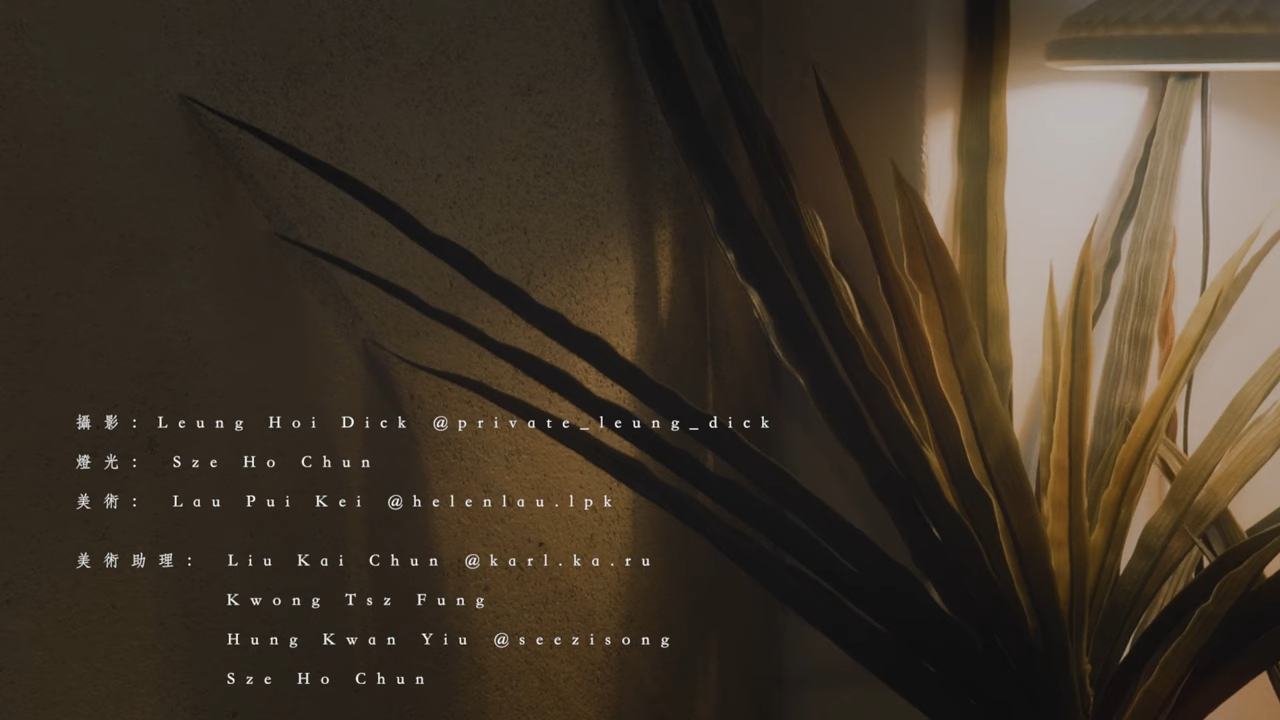 攝影：Leung Hoi Dick @private_leung_dick
燈光： Sze Ho Chun
美術： Lau Pui Kei @helenlau.lpk
美術助理： Liu Kai Chun @karl.ka.ru
Kwong Tsz Fung
Hung Kwan Yiu @seezisong
Sze Ho Chun